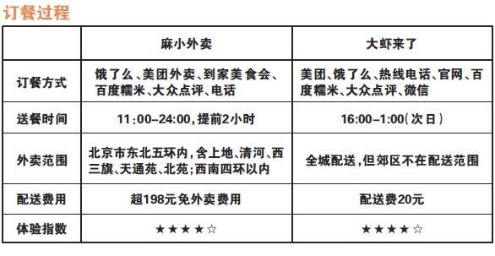 订餐过程
麻小外卖 大虾来了
订餐方式 饿了么、美团外卖、到家美食会、 美团、饿了么、热线电话、官网、百
百度糯米、大众点评、电话 度糯米、大众点评、微信
送餐时间 11:00-24:00,提前2小时 16:00-1:00(次日)
外卖范围 北京市东北五环内,含上地、清河、西 全城配送,但郊区不在配送范围
三旗、天通苑、北苑;西南四环以内
配送费用 超198元免外卖费用 配送费20元
体验指数 ★★★★☆ ★★★★☆